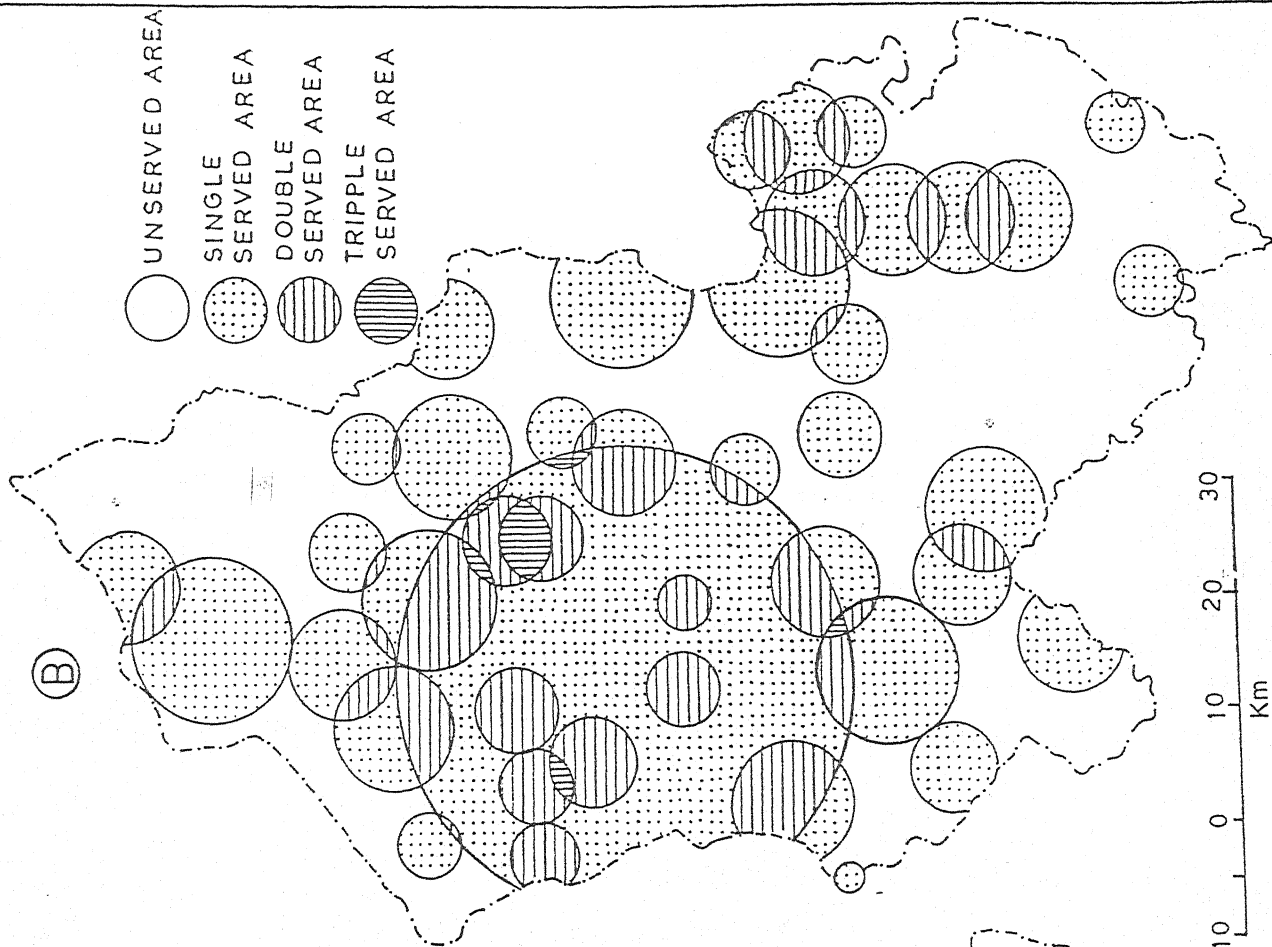 B
UNSERVED AREA
SINGLE
SERVED AREA
DOUBLE
SERVED AREA
TRIPPLE
SERVED AREA
10 0 10 20 30
Km